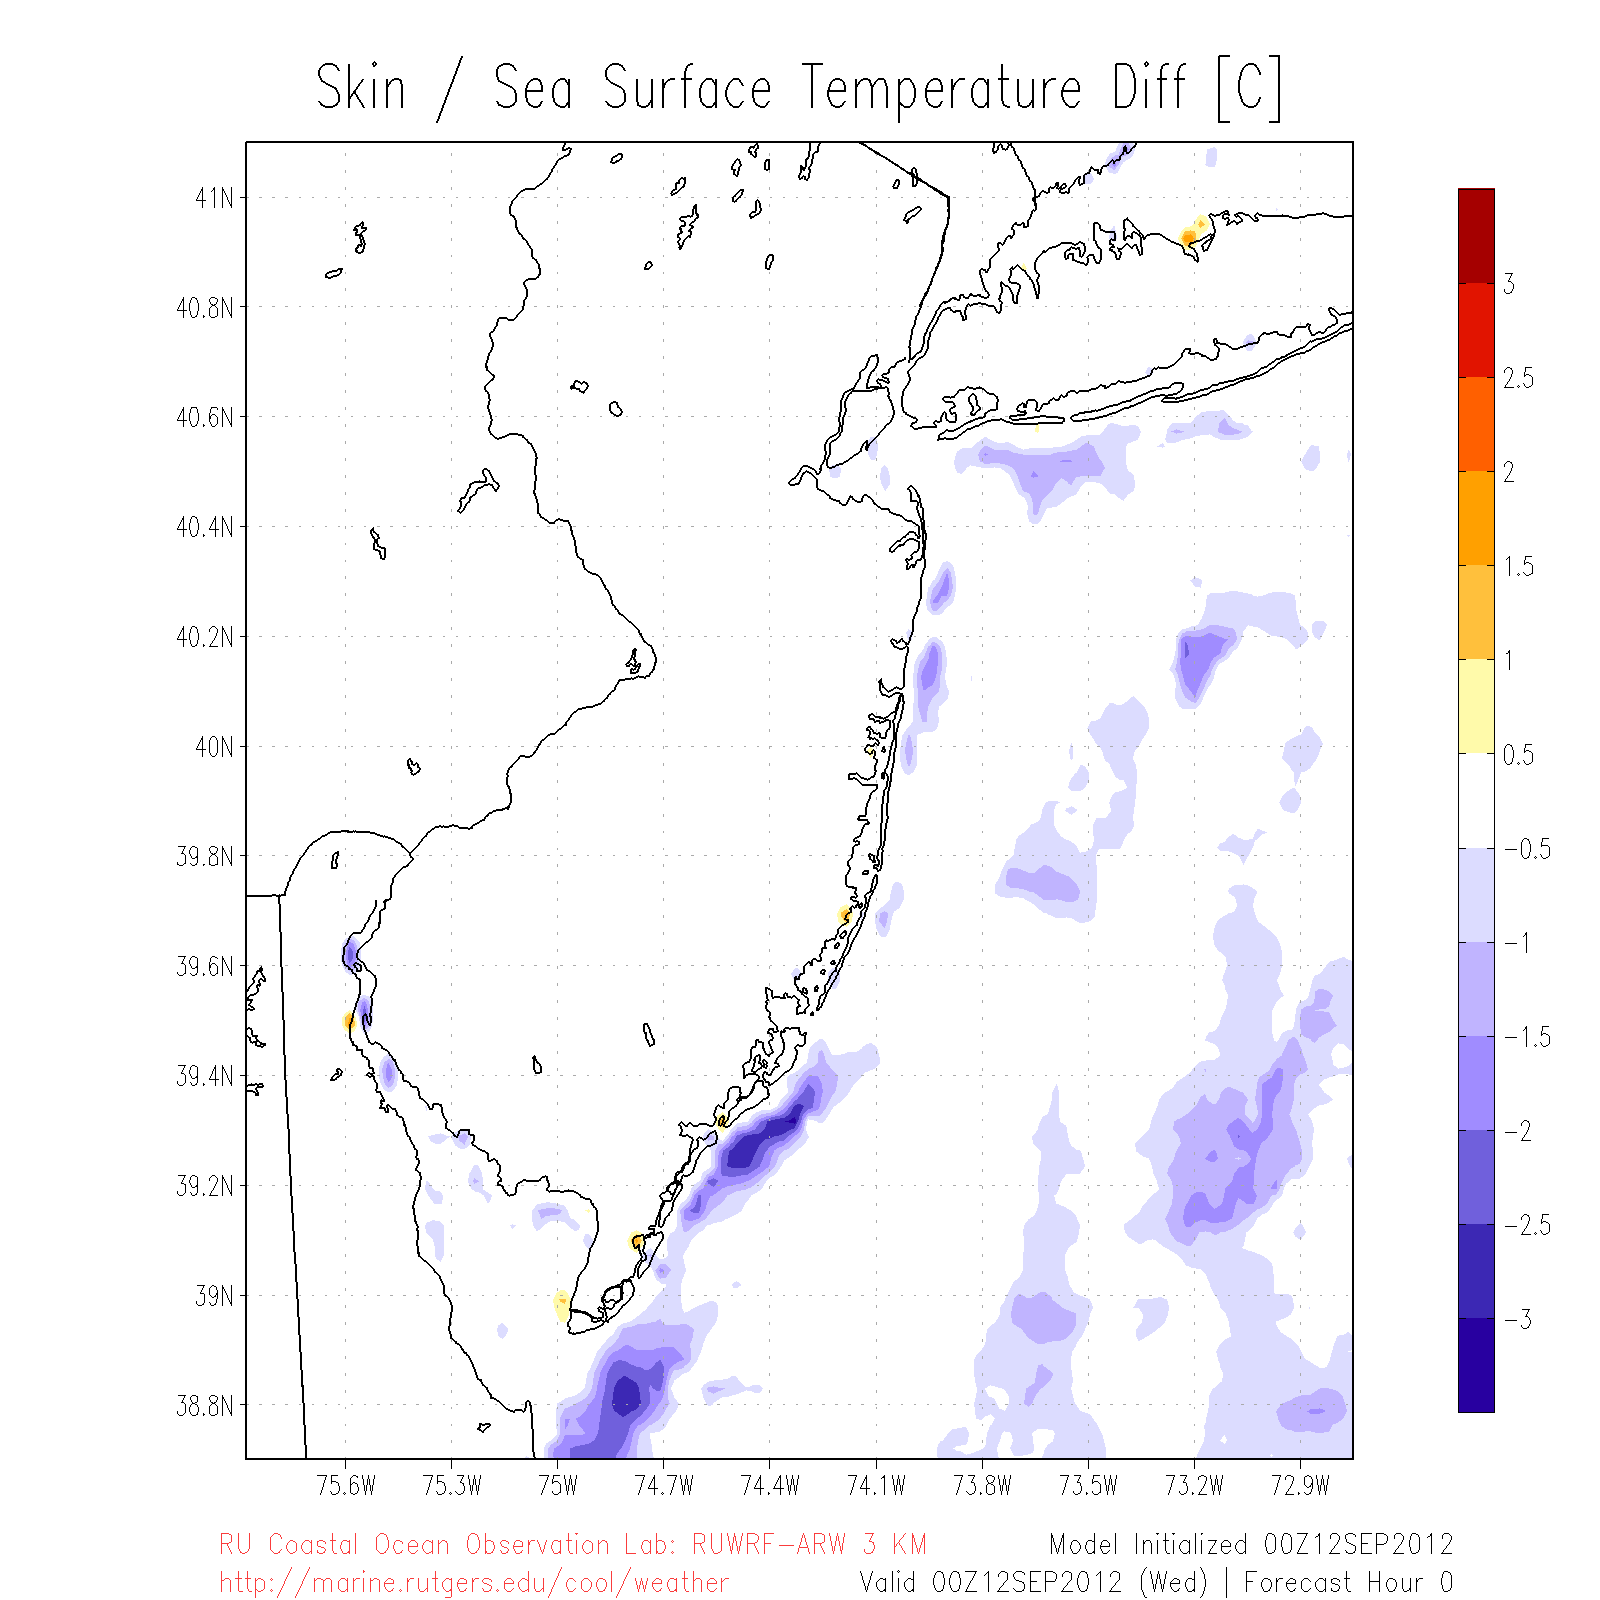 Skin / Sea Surface Temperature Diff [C]
41N
40.8N
40.6N
40.4N
40.2N
40N
39.8N
39.6N
39.4N
39.2N
39N
38.8N
75.6W 75.3W 75W 74.7W 74.4W 74.1W 73.8W 73.5W 73.2W 72.9W
3
2.5
2
1.5
1
0.5
-0.5
-1
-1.5
-2
-2.5
-3
RU Coastal Ocean Observation Lab: RUWRF-ARW 3 KM
http://marine.rutgers.edu/cool/weather
Model Initialized 00Z12SEP2012
Valid 00Z12SEP2012 (Wed) | Forecast Hour 0